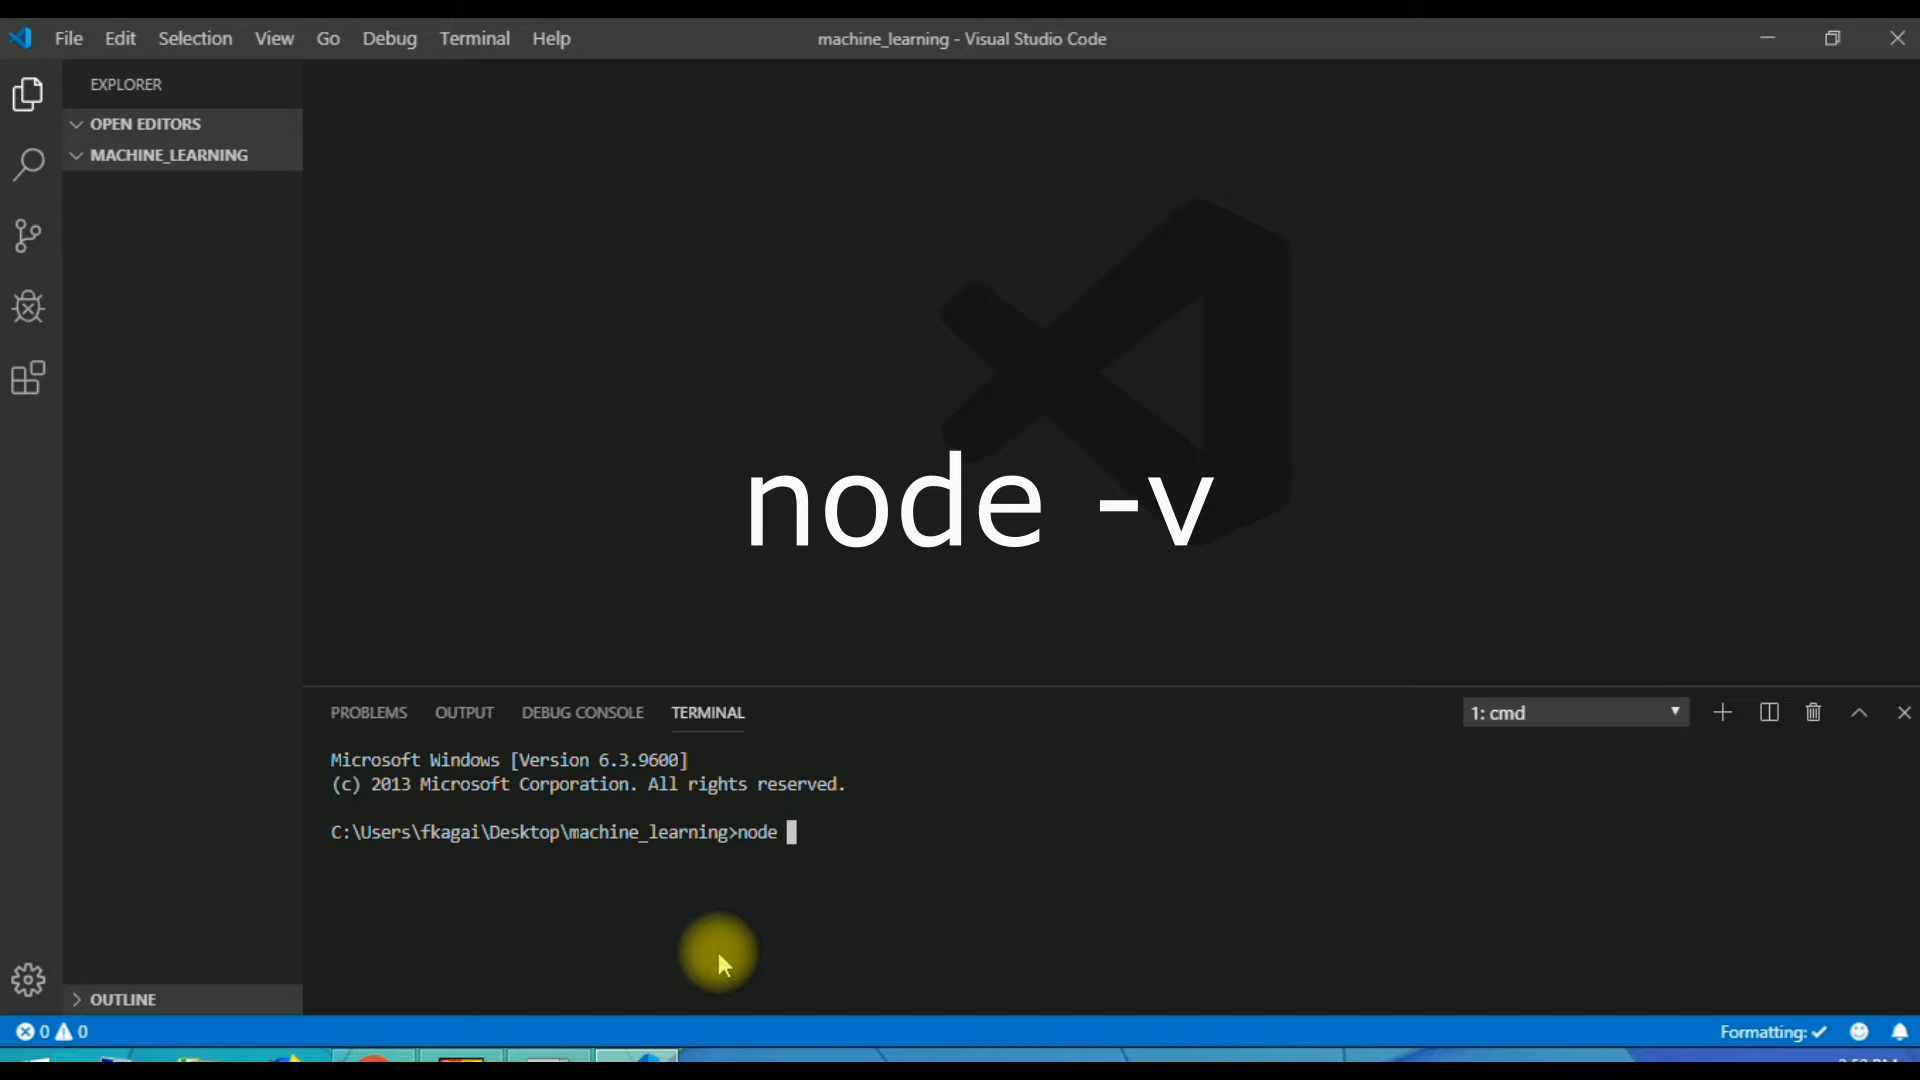 File Edit Selection View Go Debug Terminal Help machine_learning - Visual Studio Code
EXPLORER
OPEN EDITORS
MACHINE_LEARNING
node -v
PROBLEMS OUTPUT DEBUG CONSOLE TERMINAL 1: cmd
Microsoft Windows [Version 6.3.9600]
(c) 2013 Microsoft Corporation. All rights reserved.
C:\Users\fkagai\Desktop\machine_learning>node
OUTLINE
0 0 Formatting: ✓